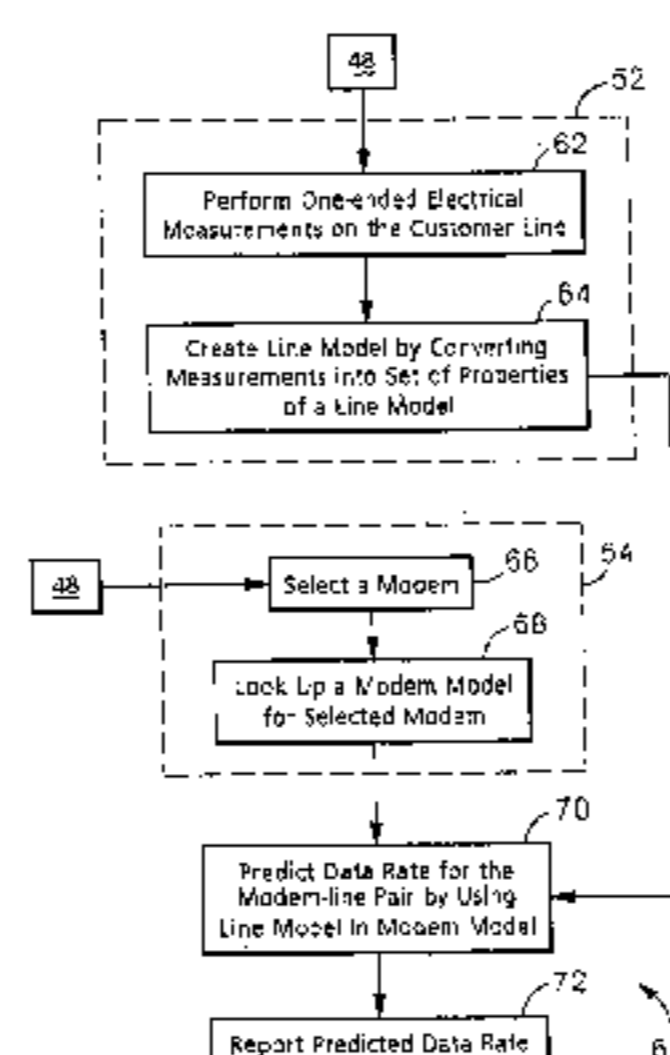 48
52
62
Perform One-ended Electrical
Measurements on the Customer Line
64
Create Line Model by Converting
Measurements into Set of Properties
of a Line Model
48
54
66
Select a Modem
68
Look Up a Modem Model
for Selected Modem
70
Predict Data Rate for the
Modem-line Pair by Using
Line Model in Modem Model
72
Report Predicted Data Rate